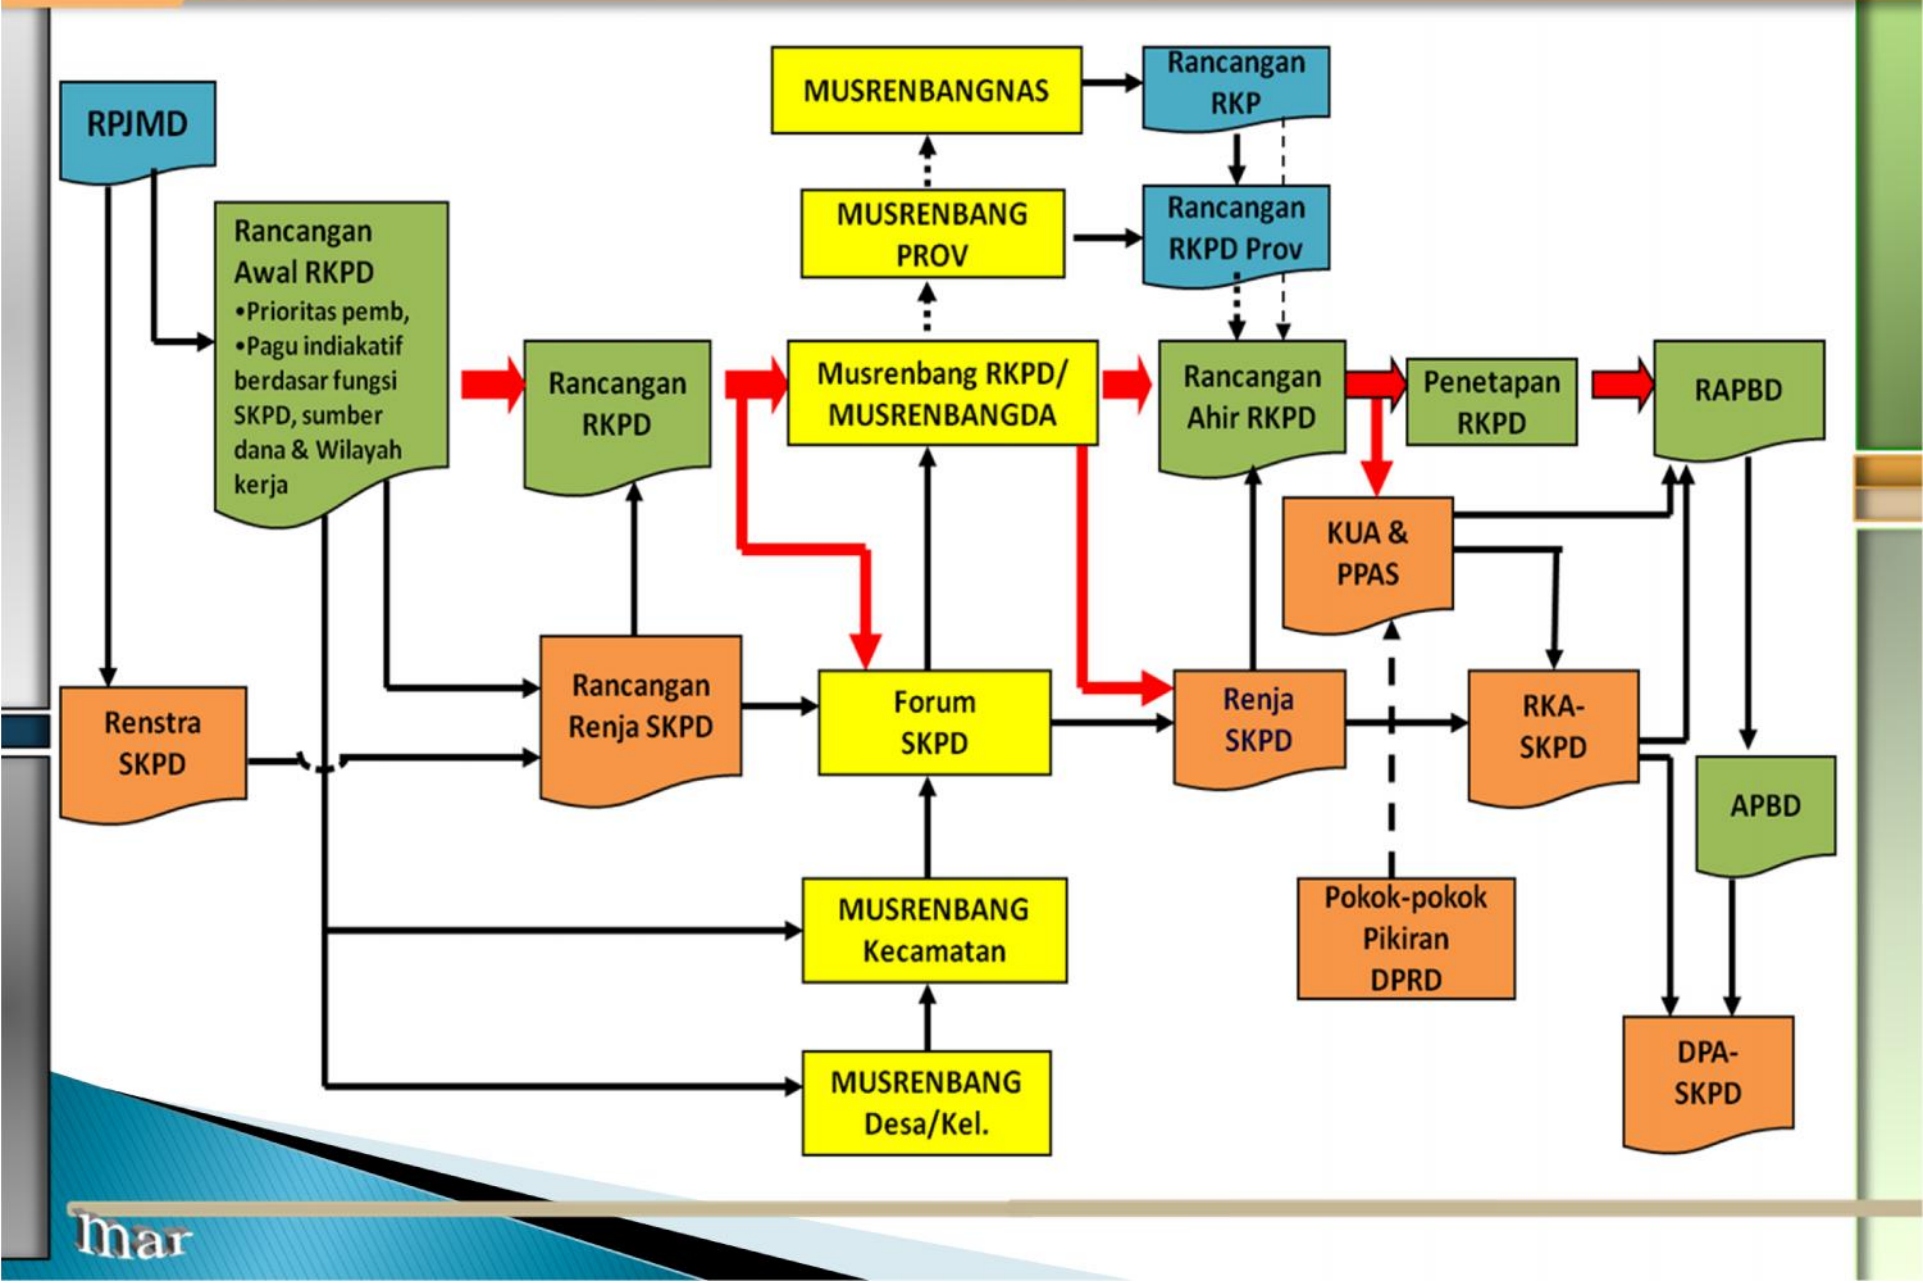 MUSRENBANGNAS
Rancangan
RKP
RPJMD
MUSRENBANG
PROV
Rancangan
RKPD Prov
Rancangan
Awal RKPD
•Prioritas pemb,
•Pagu indiakatif
berdasar fungsi
SKPD, sumber
dana & Wilayah
kerja
Rancangan
RKPD
Musrenbang RKPD/
MUSRENBANGDA
Rancangan
Ahir RKPD
Penetapan
RKPD
RAPBD
KUA &
PPAS
Renstra
SKPD
Rancangan
Renja SKPD
Forum
SKPD
Renja
SKPD
RKA-
SKPD
APBD
MUSRENBANG
Kecamatan
Pokok-pokok
Pikiran
DPRD
MUSRENBANG
Desa/Kel.
DPA-
SKPD
mar